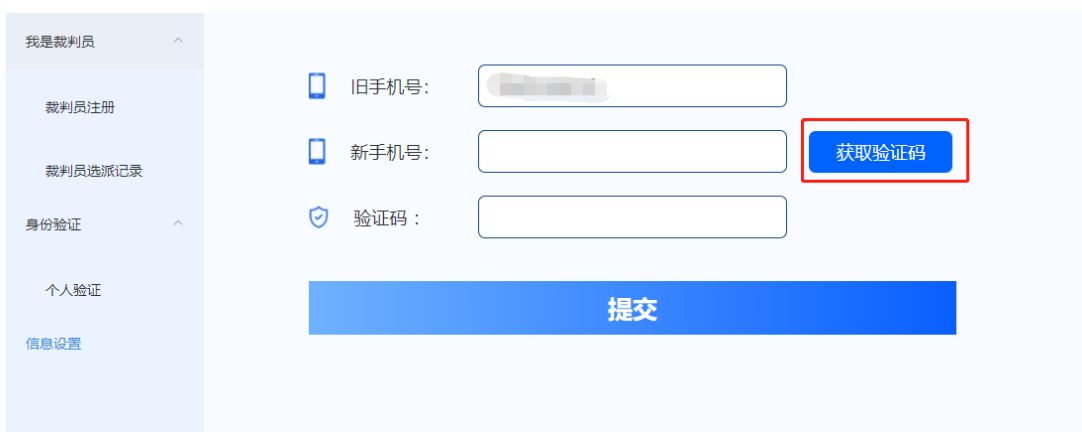 我是裁判员
裁判员注册
裁判员选派记录
身份验证
个人验证
信息设置
旧手机号：
新手机号：
获取验证码
验证码：
提交